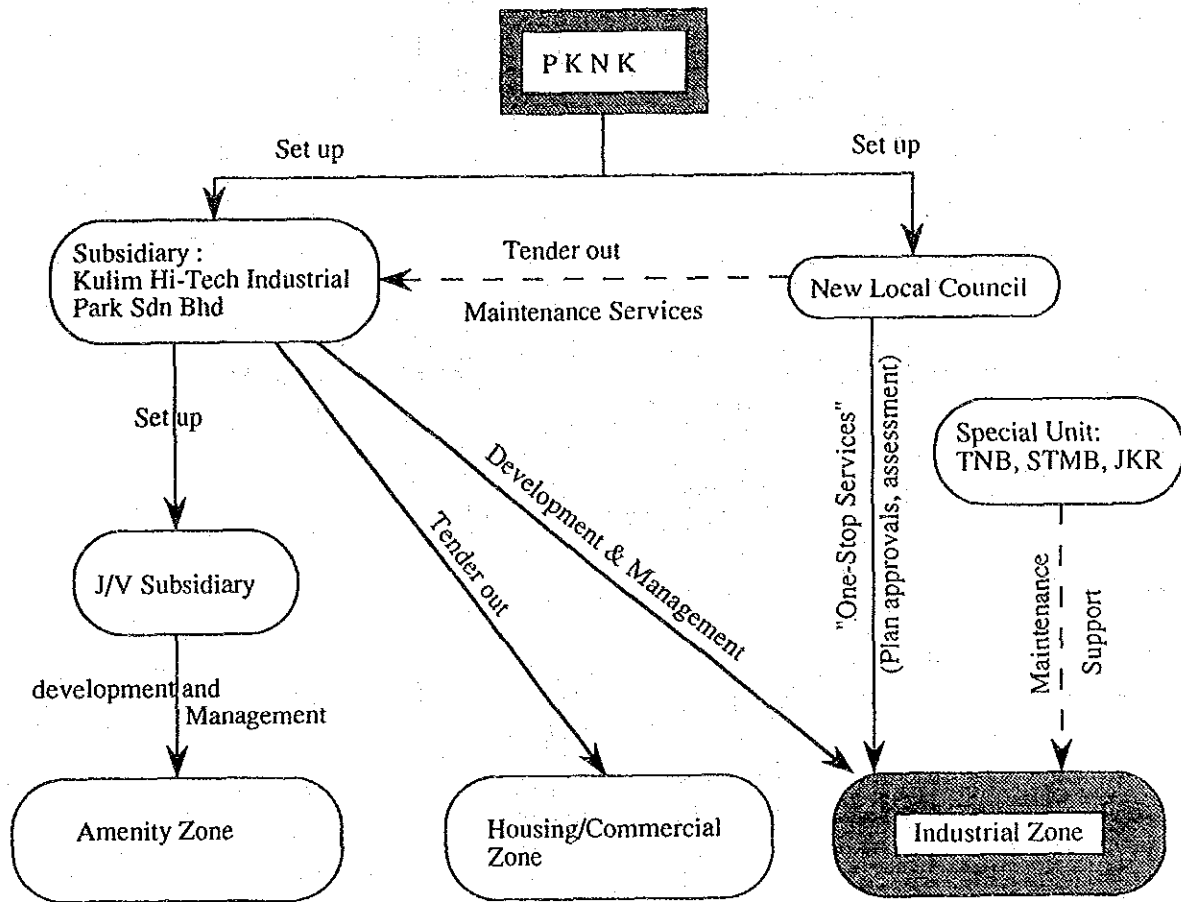 PKNK
Set up
Set up
Subsidiary :
Kulim Hi-Tech Industrial
Park Sdn Bhd
Tender out
Maintenance Services
New Local Council
Set up
Development & Management
Tender out
"One-Stop Services"
(Plan approvals, assessment)
Special Unit:
TNB, STMB, JKR
J/V Subsidiary
Maintenance
Support
development and
Management
Amenity Zone
Housing/Commercial
Zone
Industrial Zone